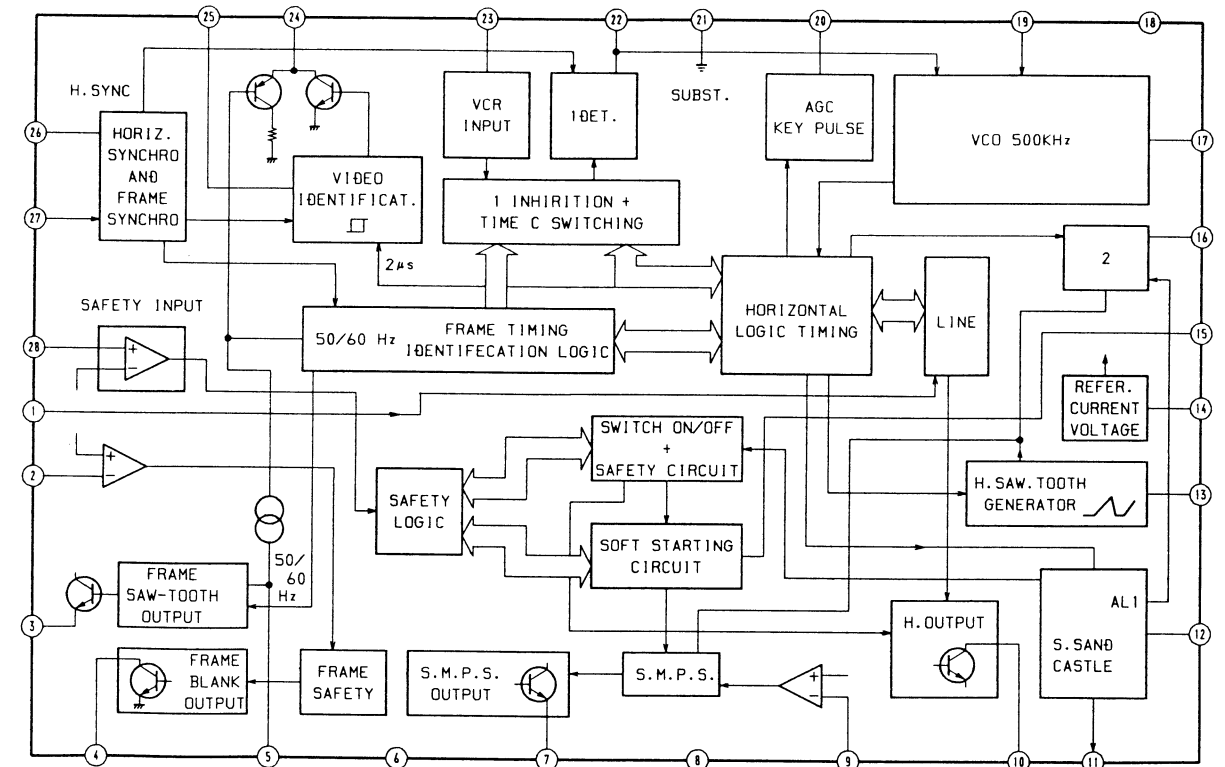 25
24
23
22
21
20
19
18
H.SYNC
26
HORIZ.
SYNCHRO
AND
FRAME
SYNCHRO
27
VIDEO
IDENTIFICAT.
VCR
INPUT
1DET.
SUBST.
AGC
KEY PULSE
VCO 500KHz
17
1 INHIRITION +
TIME C SWITCHING
16
2
2µs
SAFETY INPUT
28
+
−
50/60 Hz
FRAME TIMING
IDENTIFECATION LOGIC
HORIZONTAL
LOGIC TIMING
LINE
15
REFER.
CURRENT
VOLTAGE
14
1
2
+
−
SWITCH ON/OFF
+
SAFETY CIRCUIT
SAFETY
LOGIC
SOFT STARTING
CIRCUIT
H.SAW.TOOTH
GENERATOR
13
50/
60
Hz
FRAME
SAW-TOOTH
OUTPUT
3
AL1
S.SAND
CASTLE
12
H.OUTPUT
FRAME
BLANK
OUTPUT
FRAME
SAFETY
S.M.P.S.
OUTPUT
S.M.P.S.
+
−
4
5
6
7
8
9
10
11